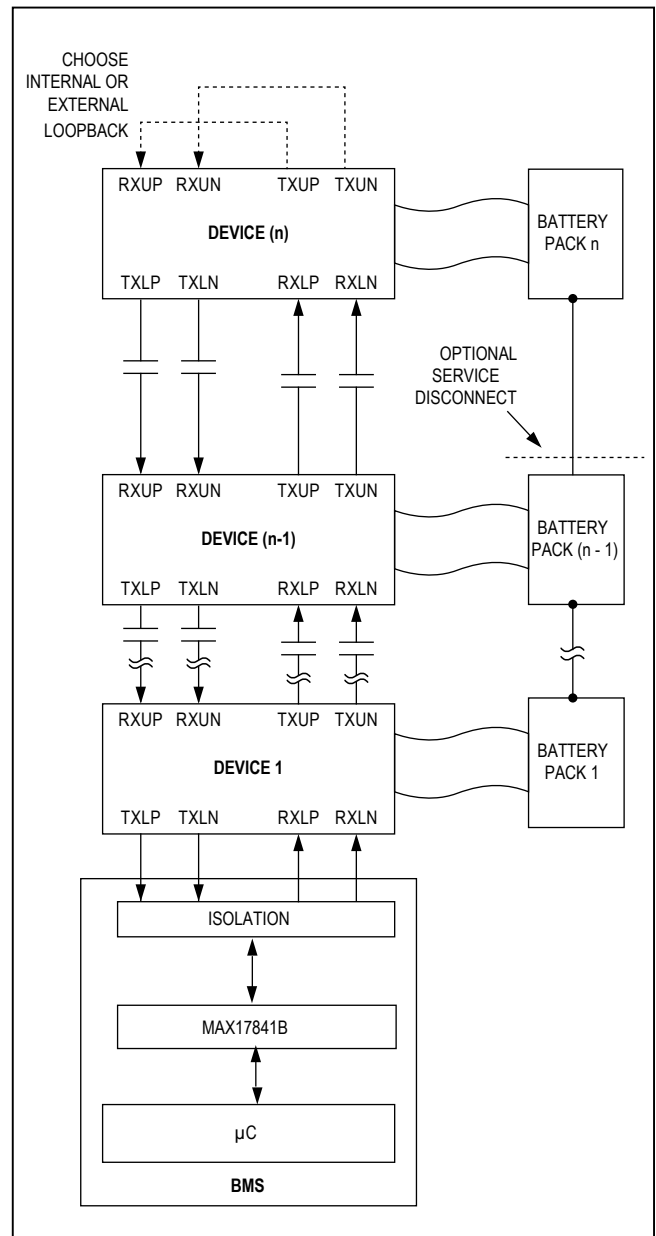 CHOOSE
INTERNAL OR
EXTERNAL
LOOPBACK
RXUP RXUN TXUP TXUN
DEVICE (n)
TXLP TXLN RXLP RXLN
BATTERY
PACK n
OPTIONAL
SERVICE
DISCONNECT
RXUP RXUN TXUP TXUN
DEVICE (n-1)
TXLP TXLN RXLP RXLN
BATTERY
PACK (n - 1)
RXUP RXUN TXUP TXUN
DEVICE 1
TXLP TXLN RXLP RXLN
BATTERY
PACK 1
ISOLATION
MAX17841B
µC
BMS